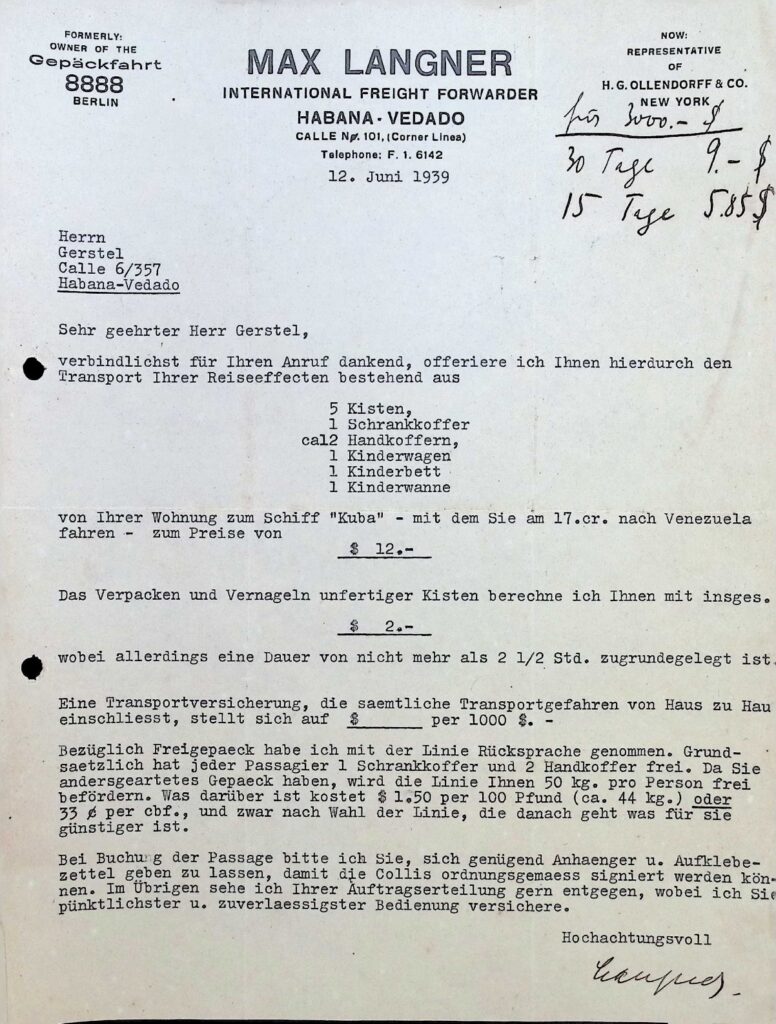 FORMERLY:
OWNER OF THE
Gepäckfahrt
8888
BERLIN
MAX LANGNER
INTERNATIONAL FREIGHT FORWARDER
HABANA - VEDADO
CALLE No. 101, (Corner Linea)
Telephone: F. 1. 6142
NOW:
REPRESENTATIVE
OF
H. G. OLLENDORFF & CO.
NEW YORK
für 3000.- $
30 Tage 9.- $
15 Tage 5.85 $
12. Juni 1939
Herrn
Gerstel
Calle 6/357
Habana-Vedado
Sehr geehrter Herr Gerstel,
verbindlichst für Ihren Anruf dankend, offeriere ich Ihnen hierdurch den
Transport Ihrer Reiseeffecten bestehend aus
5 Kisten,
1 Schrankkoffer
ca12 Handkoffern,
1 Kinderwagen
1 Kinderbett
1 Kinderwanne
von Ihrer Wohnung zum Schiff "Kuba" - mit dem Sie am 17.cr. nach Venezuela
fahren - zum Preise von
$ 12.-
Das Verpacken und Vernageln unfertiger Kisten berechne ich Ihnen mit insges.
$ 2.-
wobei allerdings eine Dauer von nicht mehr als 2 1/2 Std. zugrundegelegt ist.
Eine Transportversicherung, die saemtliche Transportgefahren von Haus zu Hau
einschliesst, stellt sich auf $______ per 1000 $. -
Bezüglich Freigepaeck habe ich mit der Linie Rücksprache genommen. Grund-
saetzlich hat jeder Passagier 1 Schrankkoffer und 2 Handkoffer frei. Da Sie
andersgeartetes Gepaeck haben, wird die Linie Ihnen 50 kg. pro Person frei
befördern. Was darüber ist kostet $ 1.50 per 100 Pfund (ca. 44 kg.) oder
33 ¢ per cbf., und zwar nach Wahl der Linie, die danach geht was für sie
günstiger ist.
Bei Buchung der Passage bitte ich Sie, sich genügend Anhaenger u. Aufklebe-
zettel geben zu lassen, damit die Collis ordnungsgemaess signiert werden kön-
nen. Im Übrigen sehe ich Ihrer Auftragserteilung gern entgegen, wobei ich Sie
pünktlichster u. zuverlaessigster Bedienung versichere.
Hochachtungsvoll